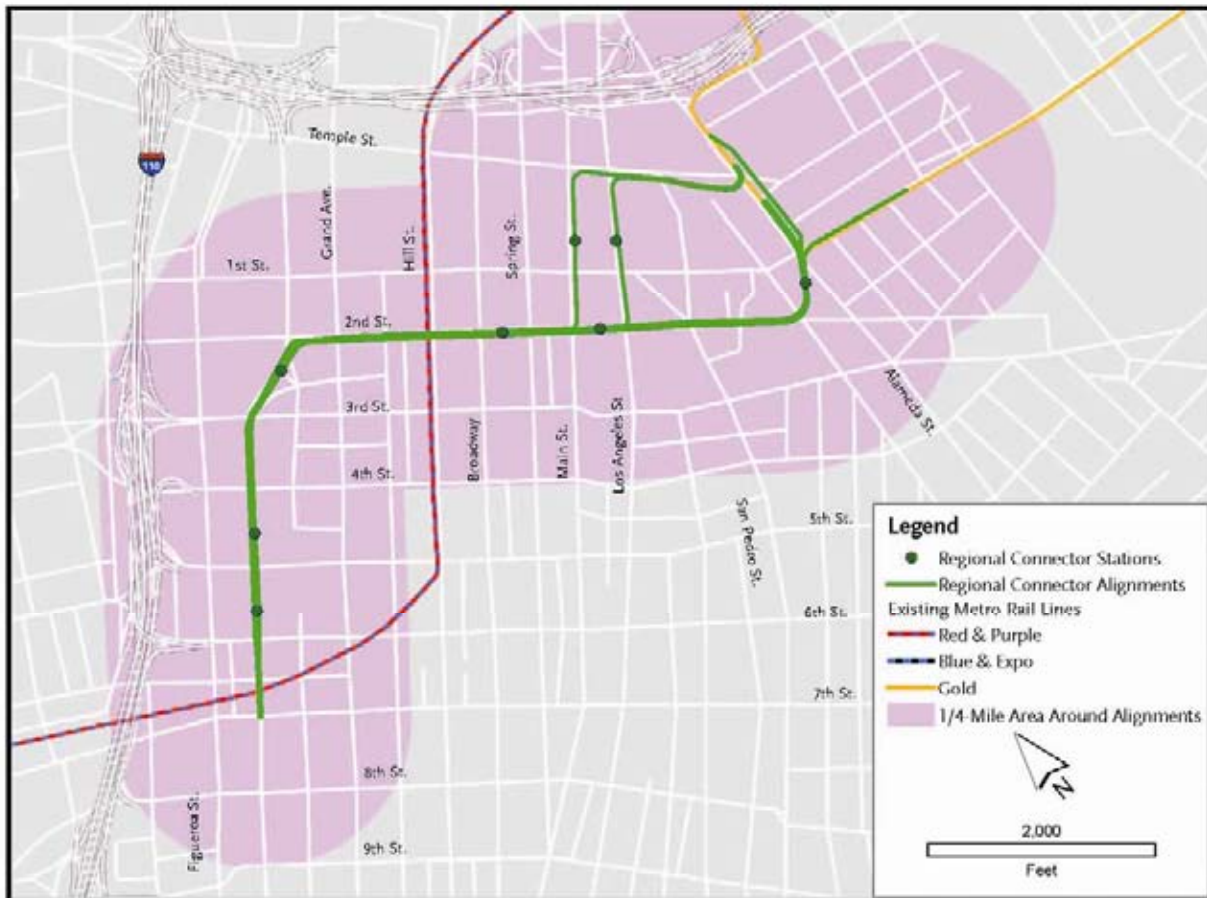 110
Temple St.
Grand Ave.
Hill St.
Spring St.
1st St.
2nd St.
3rd St.
4th St.
Broadway
Main St.
Los Angeles St
Alameda St.
San Pedro St.
5th St.
6th St.
7th St.
8th St.
9th St.
Figueroa St.
Legend
Regional Connector Stations
Regional Connector Alignments
Existing Metro Rail Lines
Red & Purple
Blue & Expo
Gold
1/4-Mile Area Around Alignments
N
2,000
Feet